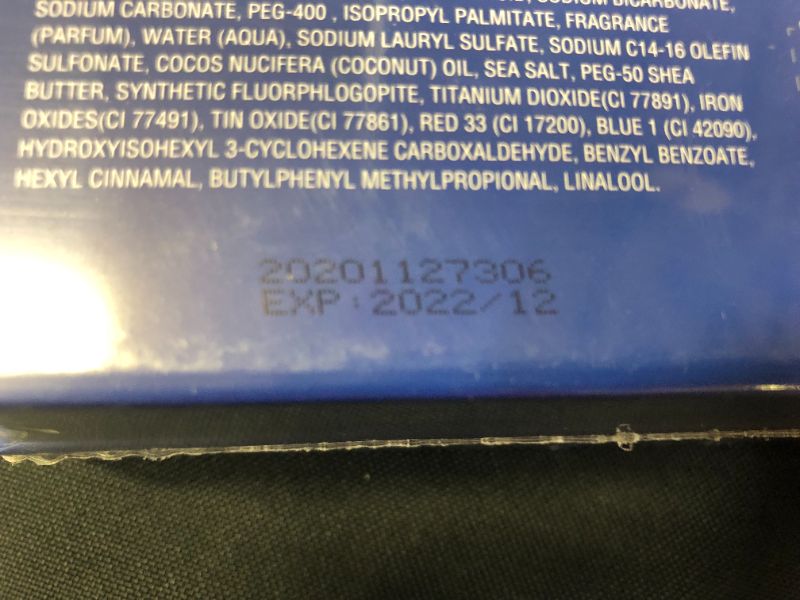 SODIUM BICARBONATE,
SODIUM CARBONATE, PEG-400 , ISOPROPYL PALMITATE, FRAGRANCE
(PARFUM), WATER (AQUA), SODIUM LAURYL SULFATE, SODIUM C14-16 OLEFIN
SULFONATE, COCOS NUCIFERA (COCONUT) OIL, SEA SALT, PEG-50 SHEA
BUTTER, SYNTHETIC FLUORPHLOGOPITE, TITANIUM DIOXIDE(CI 77891), IRON
OXIDES(CI 77491), TIN OXIDE(CI 77861), RED 33 (CI 17200), BLUE 1 (CI 42090),
HYDROXYISOHEXYL 3-CYCLOHEXENE CARBOXALDEHYDE, BENZYL BENZOATE,
HEXYL CINNAMAL, BUTYLPHENYL METHYLPROPIONAL, LINALOOL.
20201127306
EXP:2022/12